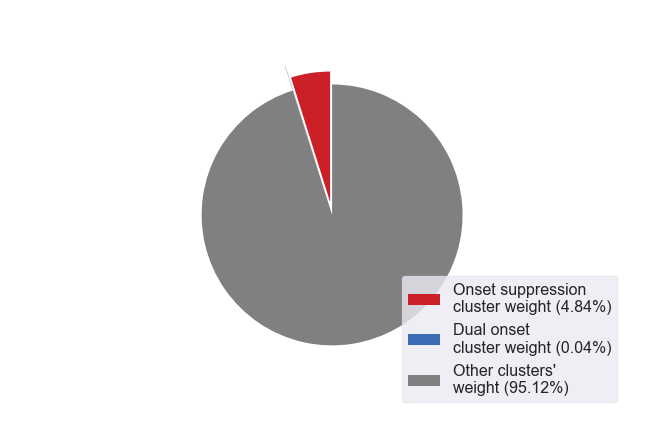 Onset suppression
cluster weight (4.84%)
Dual onset
cluster weight (0.04%)
Other clusters'
weight (95.12%)